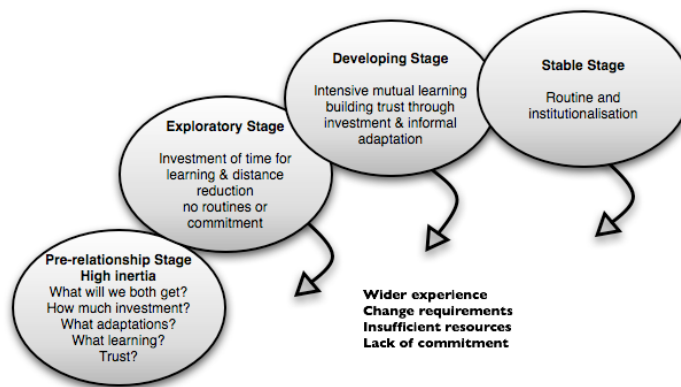 Developing Stage
Intensive mutual learning
building trust through
investment & informal
adaptation
Stable Stage
Routine and
institutionalisation
Exploratory Stage
Investment of time for
learning & distance
reduction
no routines or
commitment
Pre-relationship Stage
High inertia
What will we both get?
How much investment?
What adaptations?
What learning?
Trust?
Wider experience
Change requirements
Insufficient resources
Lack of commitment